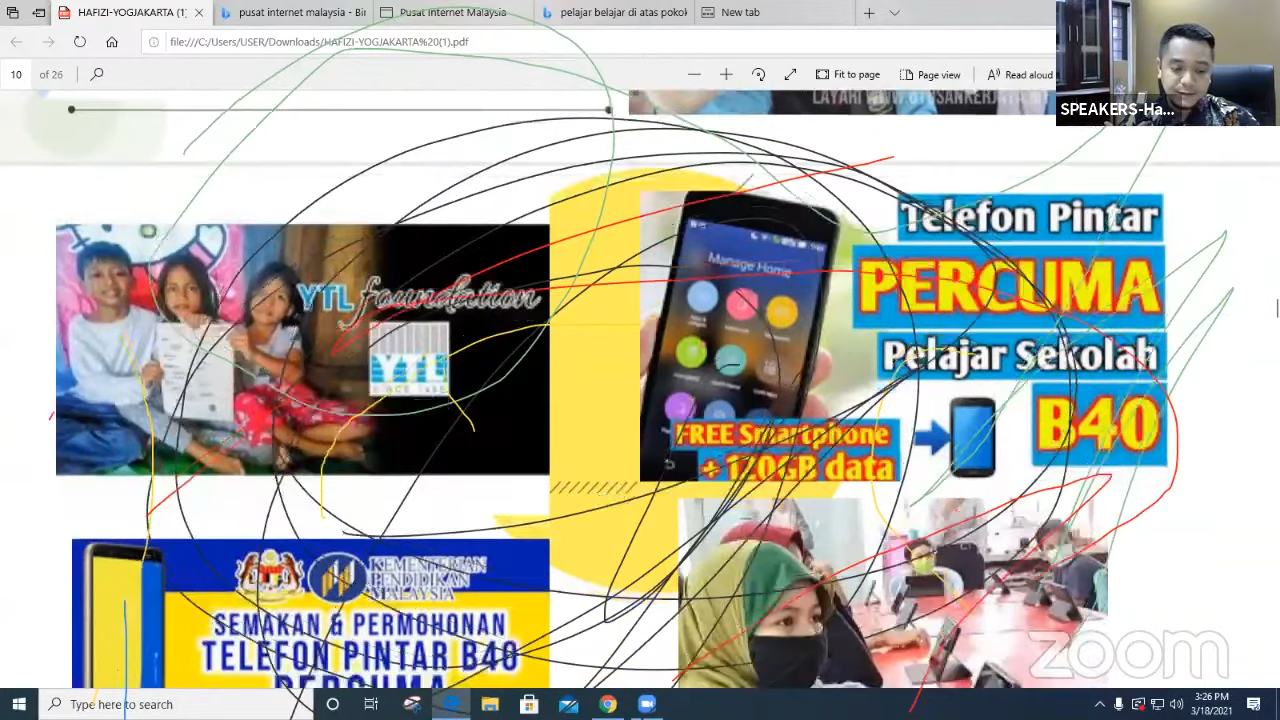 HAFIZI-YOGJAKARTA (1)
pusat internet malaysia - Bi
Pusat Internet Malaysia
pelajar belajar di atas pokok
New tab
file:///C:/Users/USER/Downloads/HAFIZI-YOGJAKARTA%20(1).pdf
10 of 26
Fit to page
Page view
Read aloud
SPEAKERS-Ha...
Telefon Pintar
PERCUMA
Pelajar Sekolah
B40
Manage Home
FREE Smartphone
+ 120GB data
YTL foundation
YTL
SINCE 1955
KEMENTERIAN
PENDIDIKAN
MALAYSIA
SEMAKAN & PERMOHONAN
TELEFON PINTAR B40
PERCUMA
zoom
Type here to search
3:26 PM
3/18/2021